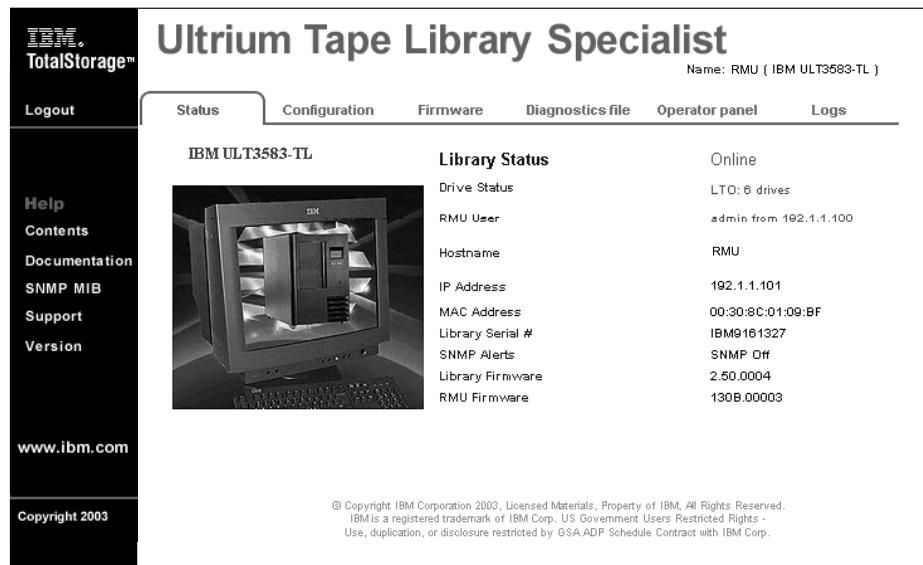 IBM.
TotalStorage™
Ultrium Tape Library Specialist
Name: RMU ( IBM ULT3583-TL )
Logout
Status Configuration Firmware Diagnostics file Operator panel Logs
IBM ULT3583-TL
Library Status Online
Drive Status LTO: 6 drives
RMU User admin from 192.1.1.100
Hostname RMU
IP Address 192.1.1.101
MAC Address 00:30:8C:01:09:BF
Library Serial # IBM9161327
SNMP Alerts SNMP Off
Library Firmware 2.50.0004
RMU Firmware 130B.00003
IBM
Help
Contents
Documentation
SNMP MIB
Support
Version
www.ibm.com
Copyright 2003
© Copyright IBM Corporation 2003, Licensed Materials, Property of IBM, All Rights Reserved.
IBM is a registered trademark of IBM Corp. US Government Users Restricted Rights -
Use, duplication, or disclosure restricted by GSA ADP Schedule Contract with IBM Corp.